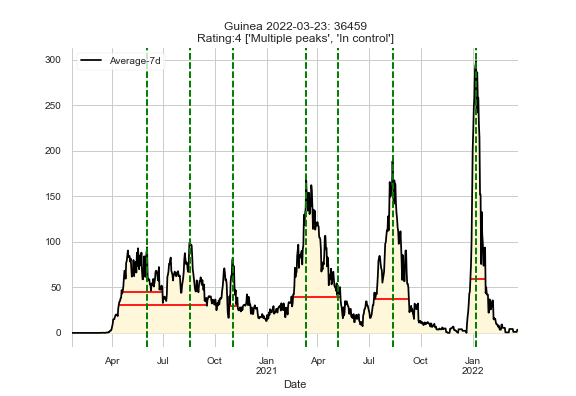 Guinea 2022-03-23: 36459
Rating:4 ['Multiple peaks', 'In control']
Average-7d
300
250
200
150
100
50
0
Apr Jul Oct Jan Apr Jul Oct Jan
2021 2022
Date